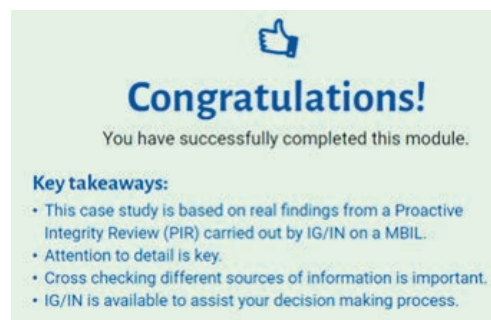 Congratulations!
You have successfully completed this module.
Key takeaways:
• This case study is based on real findings from a Proactive
Integrity Review (PIR) carried out by IG/IN on a MBIL.
• Attention to detail is key.
• Cross checking different sources of information is important.
• IG/IN is available to assist your decision making process.